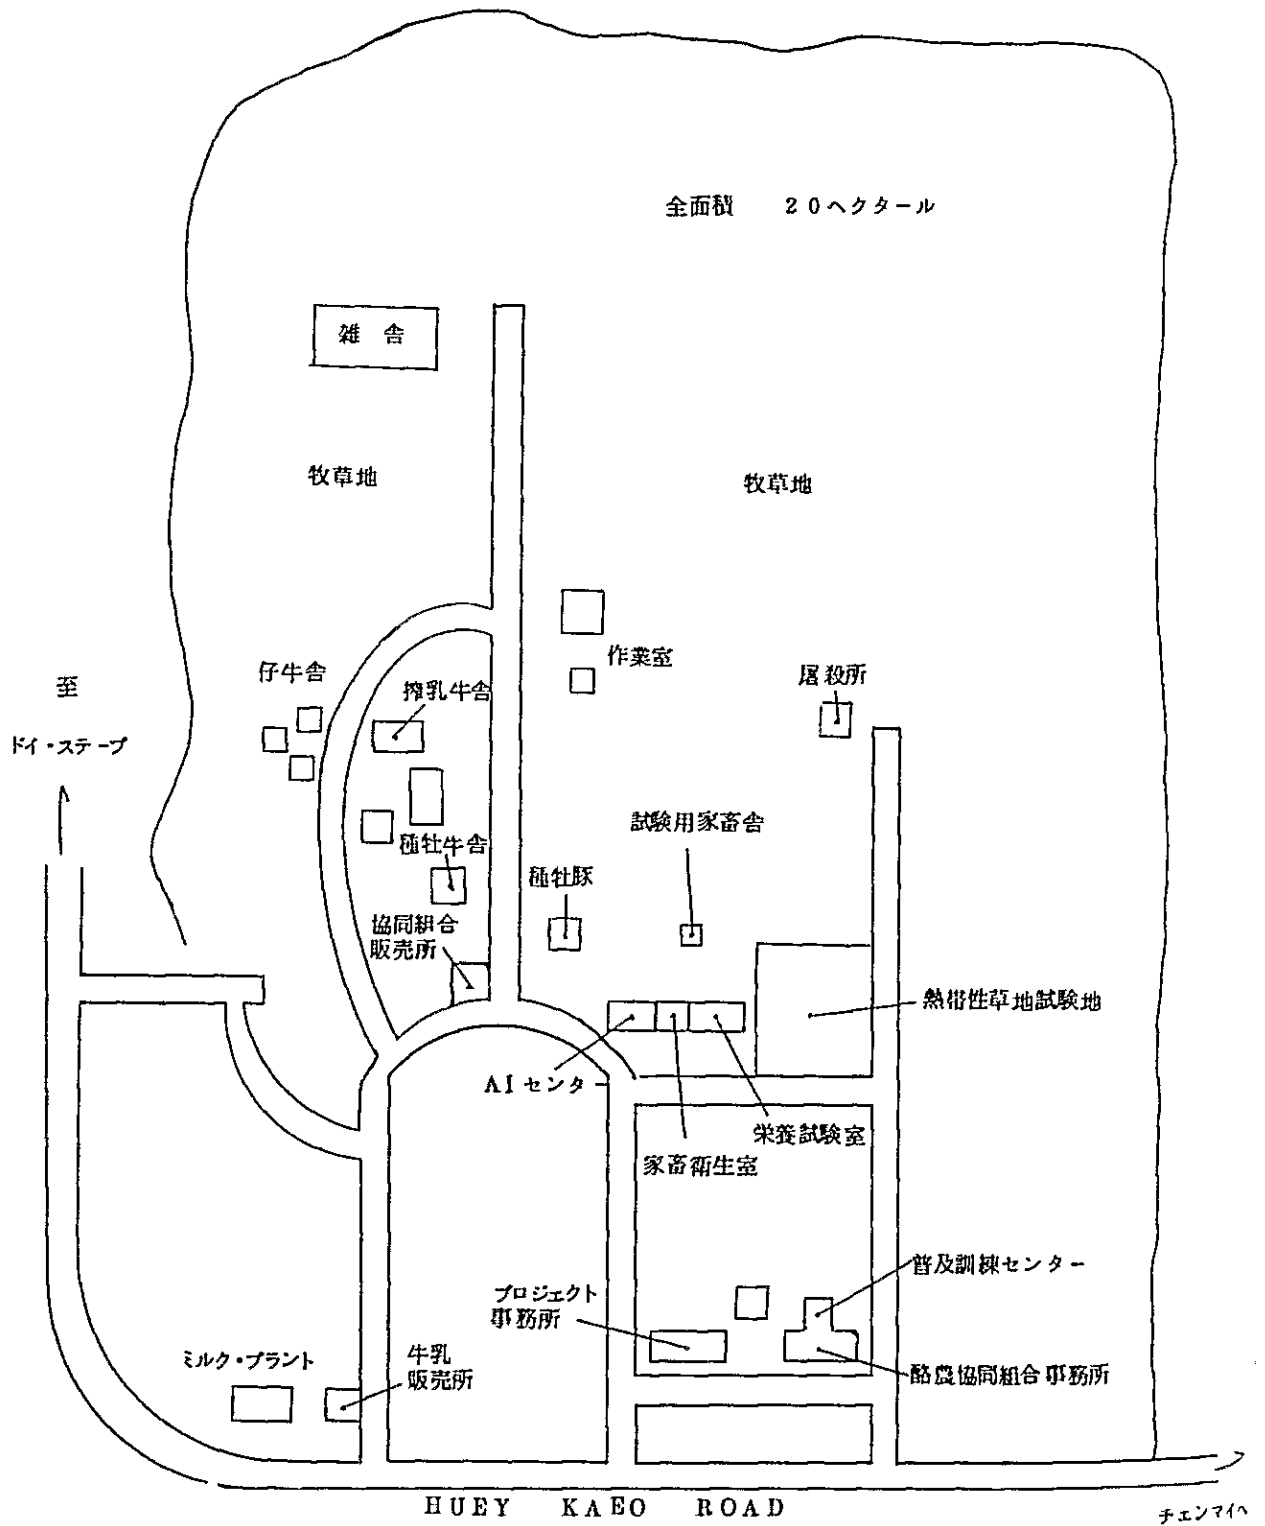 全面積 20ヘクタール
雑舎
牧草地
牧草地
作業室
仔牛舎
搾乳牛舎
屠殺所
至
ドイ・ステープ
試験用家畜舎
種牡牛舎
種牡豚
協同組合
販売所
熱帯性草地試験地
AIセンター
栄養試験室
家畜衛生室
普及訓練センター
プロジェクト
事務所
酪農協同組合事務所
ミルク・プラント
牛乳
販売所
HUEY KAEO ROAD
チェンマイへ